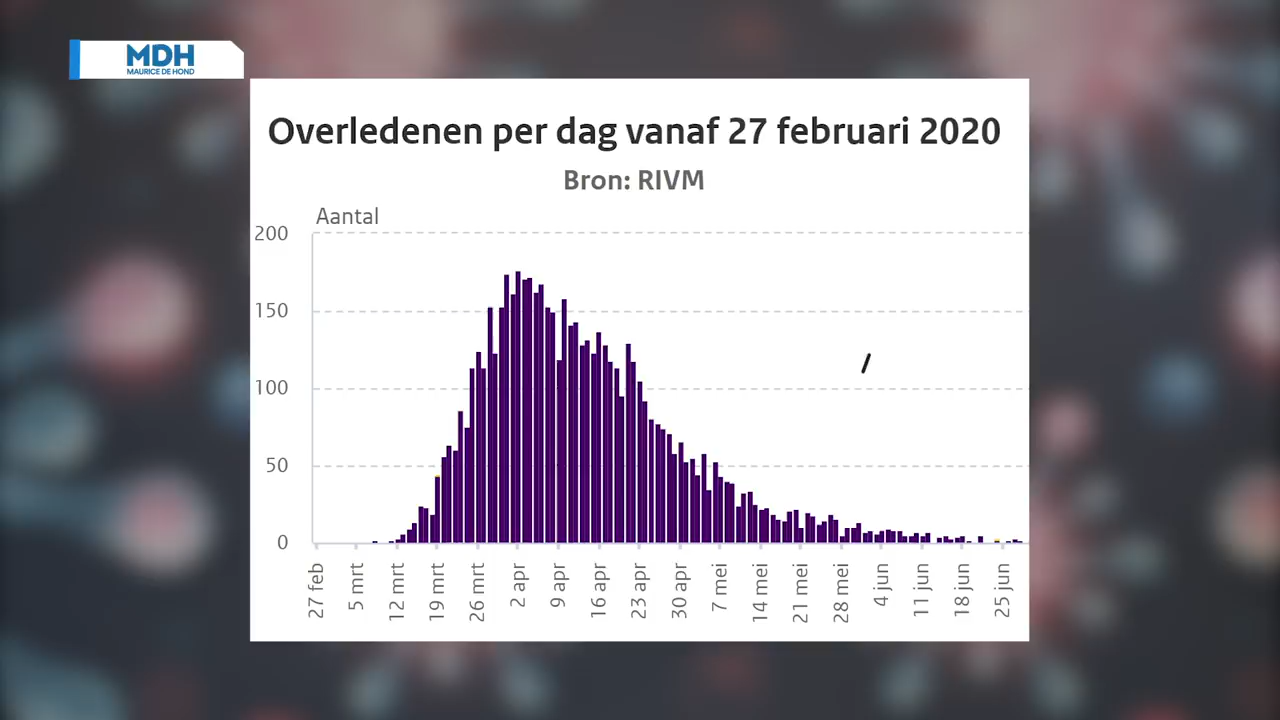 MDH
MAURICE DE HOND
Overledenen per dag vanaf 27 februari 2020
Bron: RIVM
Aantal
200
150
100
50
0
27 feb
5 mrt
12 mrt
19 mrt
26 mrt
2 apr
9 apr
16 apr
23 apr
30 apr
7 mei
14 mei
21 mei
28 mei
4 jun
11 jun
18 jun
25 jun